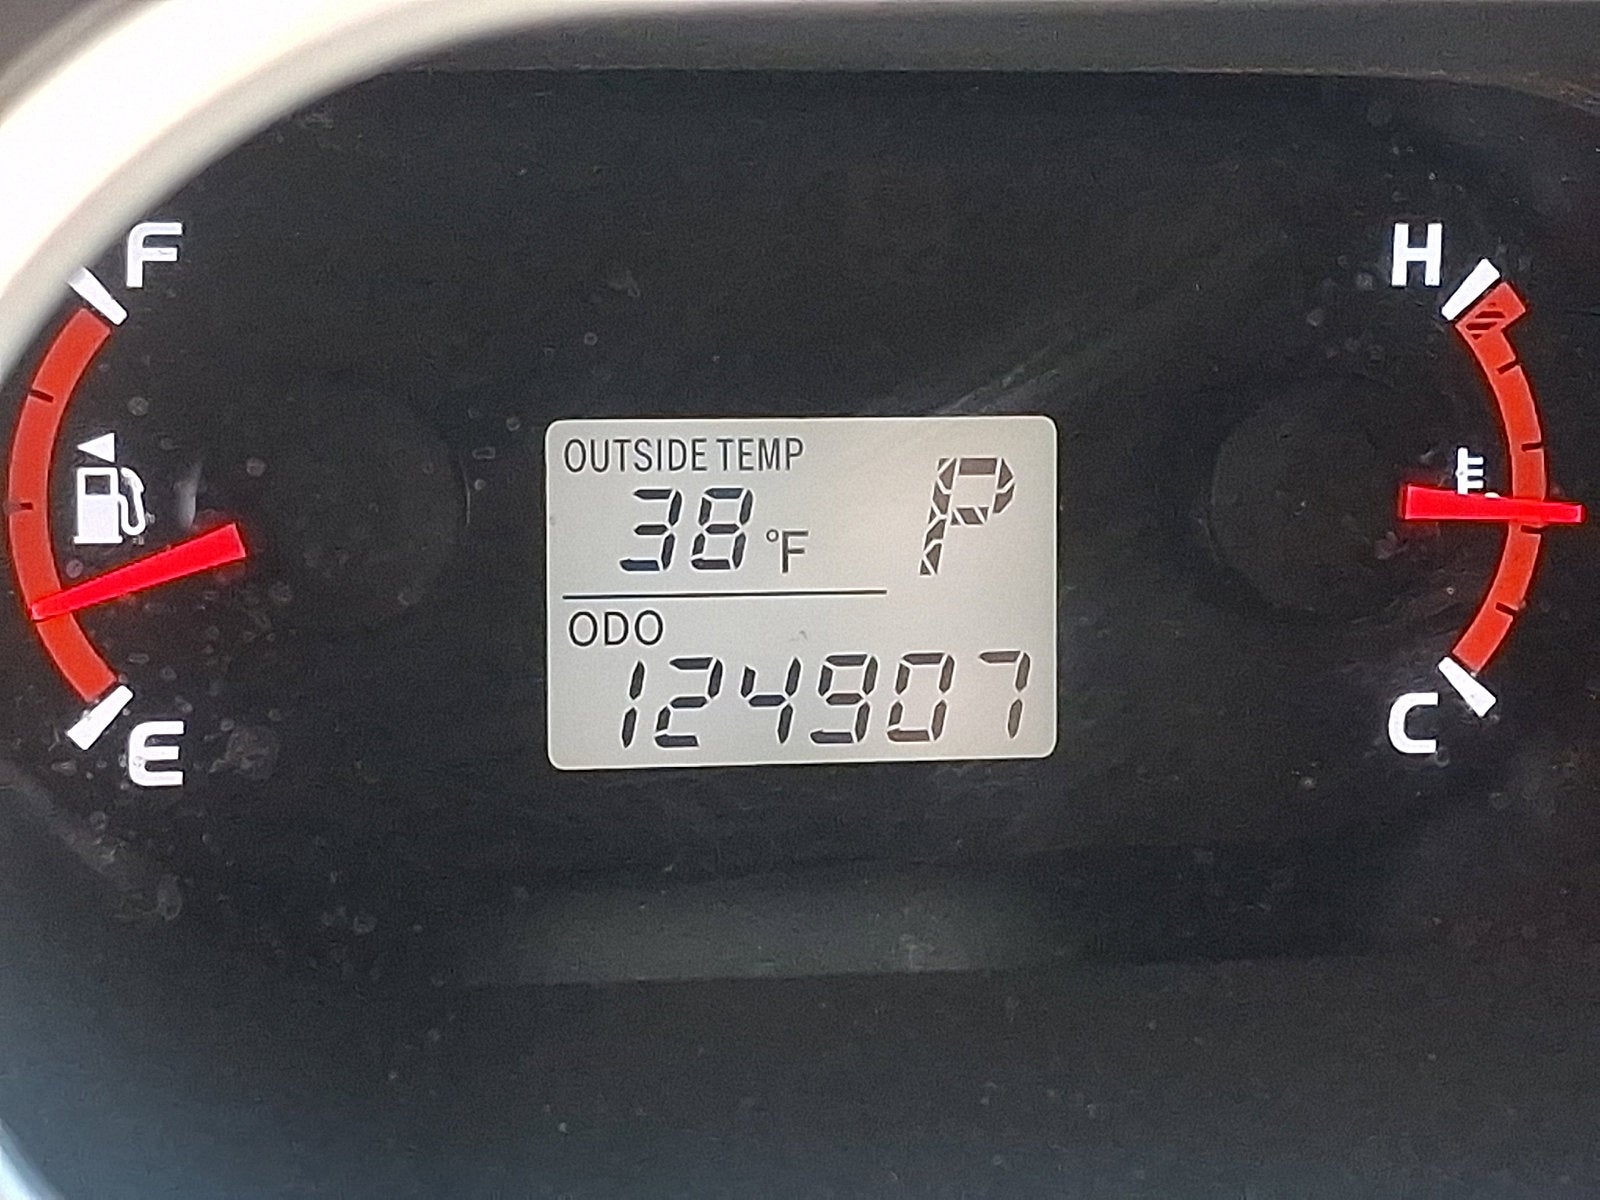 F
H
OUTSIDE TEMP
38 °F P
ODO
124907
E
C